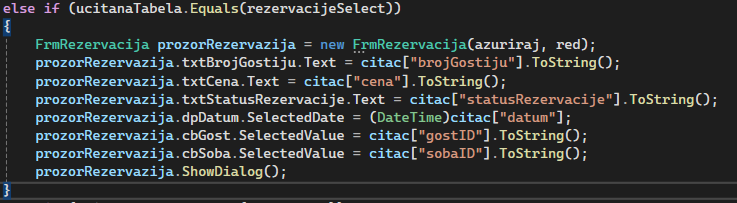 else if (ucitanaTabela.Equals(rezervacijeSelect))
{
    FrmRezervacija prozorRezervazija = new FrmRezervacija(azuriraj, red);
    prozorRezervazija.txtBrojGostiju.Text = citac["brojGostiju"].ToString();
    prozorRezervazija.txtCena.Text = citac["cena"].ToString();
    prozorRezervazija.txtStatusRezervacije.Text = citac["statusRezervacije"].ToString();
    prozorRezervazija.dpDatum.SelectedDate = (DateTime)citac["datum"];
    prozorRezervazija.cbGost.SelectedValue = citac["gostID"].ToString();
    prozorRezervazija.cbSoba.SelectedValue = citac["sobaID"].ToString();
    prozorRezervazija.ShowDialog();
}